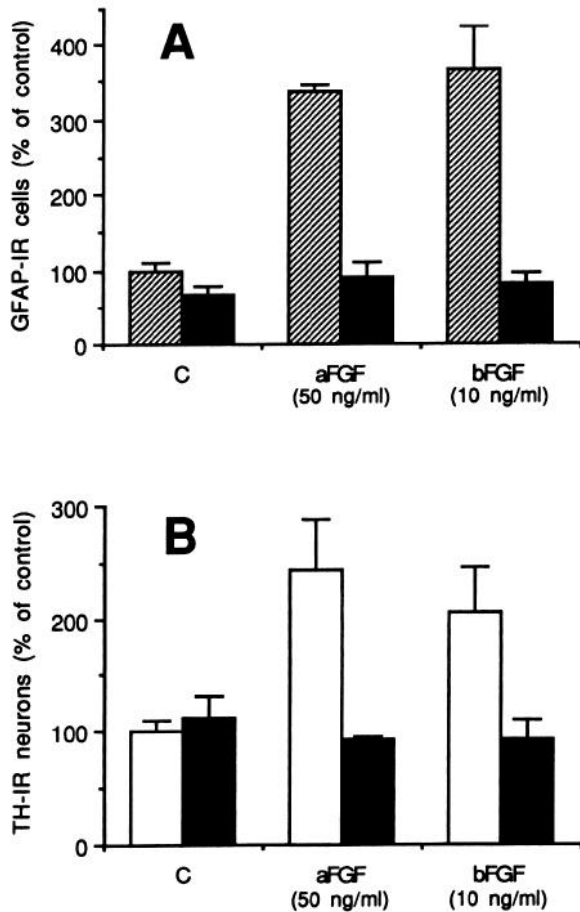 A
GFAP-IR cells (% of control)
400
300
200
100
0
C
aFGF
bFGF
(50 ng/ml)
(10 ng/ml)
B
TH-IR neurons (% of control)
300
200
100
0
C
aFGF
bFGF
(50 ng/ml)
(10 ng/ml)